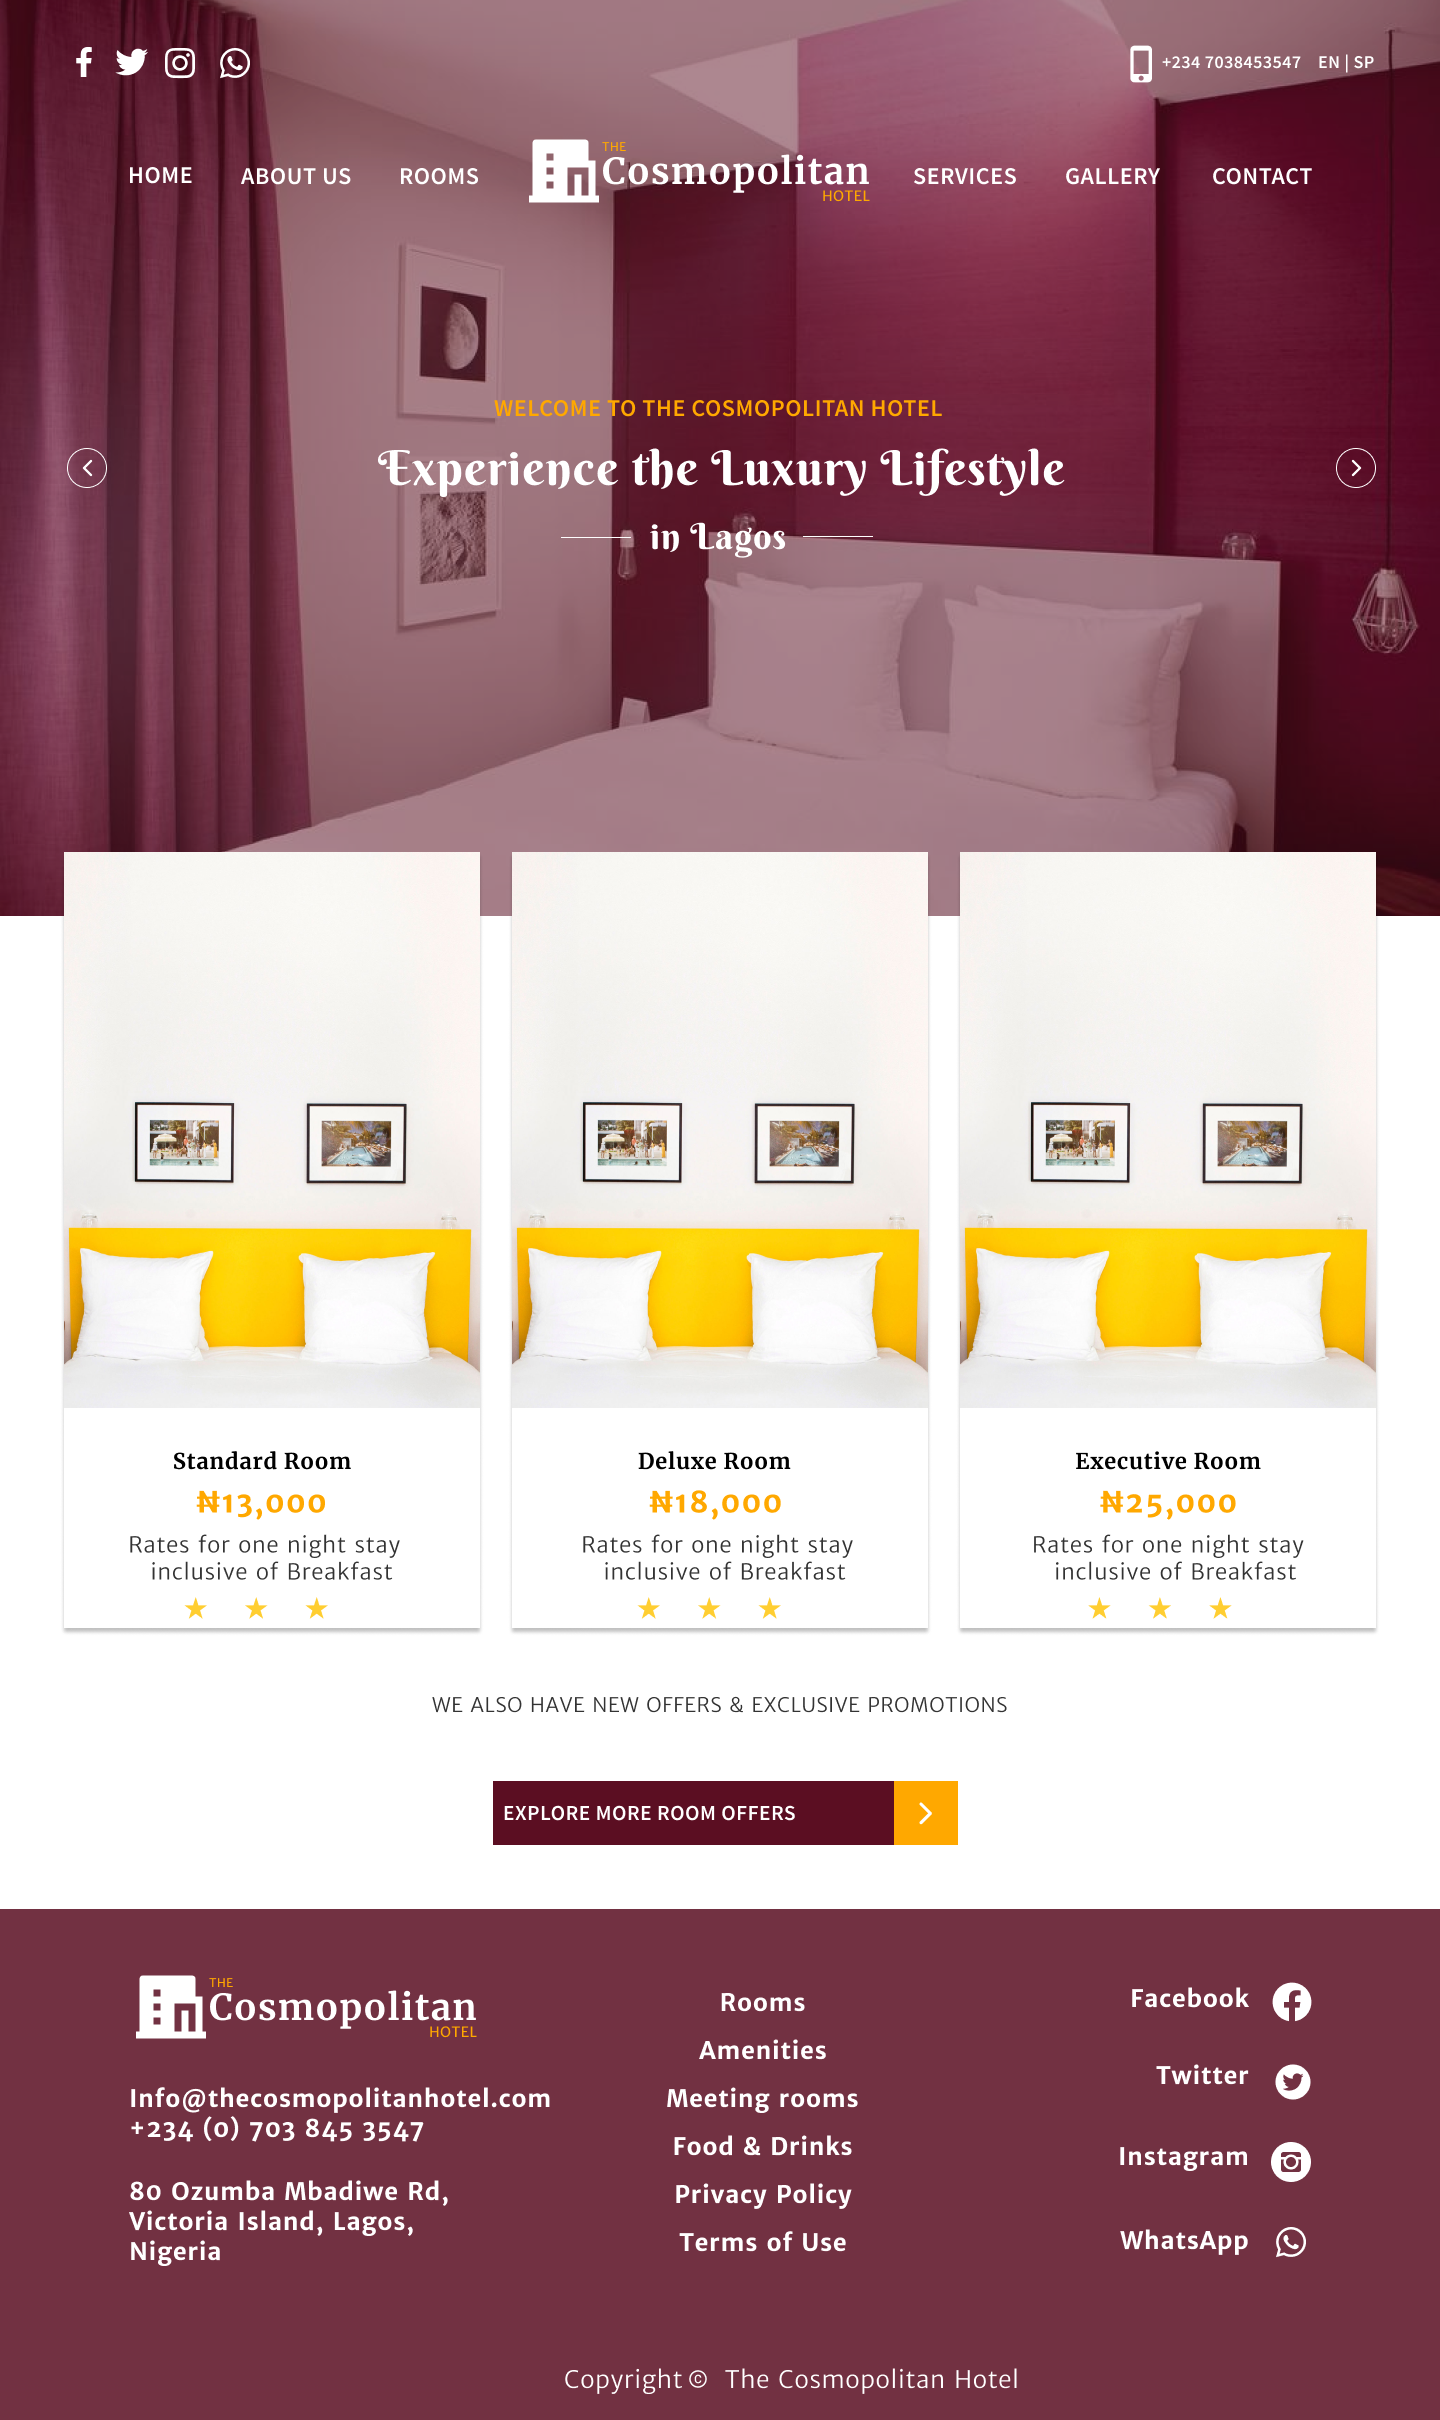 +234 7038453547 EN | SP
HOME ABOUT US ROOMS
THE
Cosmopolitan
HOTEL
SERVICES GALLERY CONTACT
WELCOME TO THE COSMOPOLITAN HOTEL
Experience the Luxury Lifestyle
in Lagos
Standard Room
₦13,000
Rates for one night stay
inclusive of Breakfast
Deluxe Room
₦18,000
Rates for one night stay
inclusive of Breakfast
Executive Room
₦25,000
Rates for one night stay
inclusive of Breakfast
WE ALSO HAVE NEW OFFERS & EXCLUSIVE PROMOTIONS
EXPLORE MORE ROOM OFFERS
THE
Cosmopolitan
HOTEL
Info@thecosmopolitanhotel.com
+234 (0) 703 845 3547
80 Ozumba Mbadiwe Rd,
Victoria Island, Lagos,
Nigeria
Rooms
Amenities
Meeting rooms
Food & Drinks
Privacy Policy
Terms of Use
Facebook
Twitter
Instagram
WhatsApp
Copyright © The Cosmopolitan Hotel